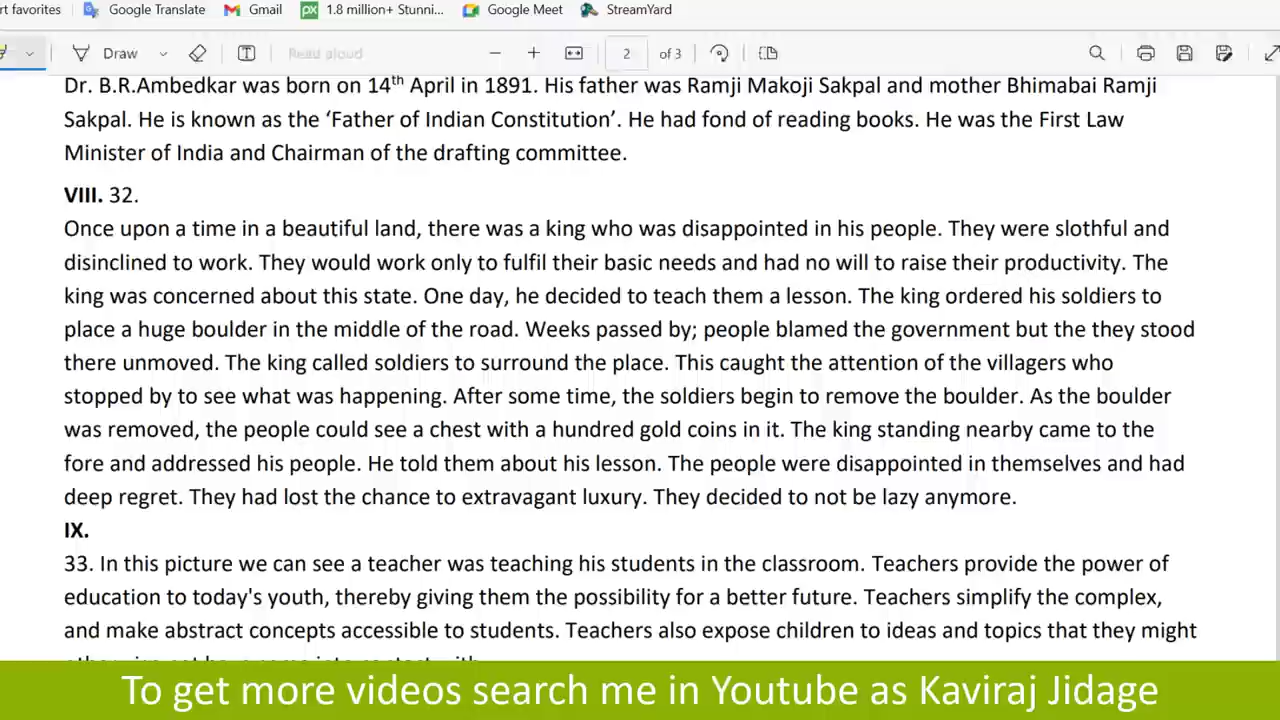 rt favorites Google Translate Gmail 1.8 million+ Stunni... Google Meet StreamYard
Draw Read aloud 2 of 3
Dr. B.R.Ambedkar was born on 14th April in 1891. His father was Ramji Makoji Sakpal and mother Bhimabai Ramji
Sakpal. He is known as the ‘Father of Indian Constitution’. He had fond of reading books. He was the First Law
Minister of India and Chairman of the drafting committee.
VIII. 32.
Once upon a time in a beautiful land, there was a king who was disappointed in his people. They were slothful and
disinclined to work. They would work only to fulfil their basic needs and had no will to raise their productivity. The
king was concerned about this state. One day, he decided to teach them a lesson. The king ordered his soldiers to
place a huge boulder in the middle of the road. Weeks passed by; people blamed the government but the they stood
there unmoved. The king called soldiers to surround the place. This caught the attention of the villagers who
stopped by to see what was happening. After some time, the soldiers begin to remove the boulder. As the boulder
was removed, the people could see a chest with a hundred gold coins in it. The king standing nearby came to the
fore and addressed his people. He told them about his lesson. The people were disappointed in themselves and had
deep regret. They had lost the chance to extravagant luxury. They decided to not be lazy anymore.
IX.
33. In this picture we can see a teacher was teaching his students in the classroom. Teachers provide the power of
education to today's youth, thereby giving them the possibility for a better future. Teachers simplify the complex,
and make abstract concepts accessible to students. Teachers also expose children to ideas and topics that they might
To get more videos search me in Youtube as Kaviraj Jidage